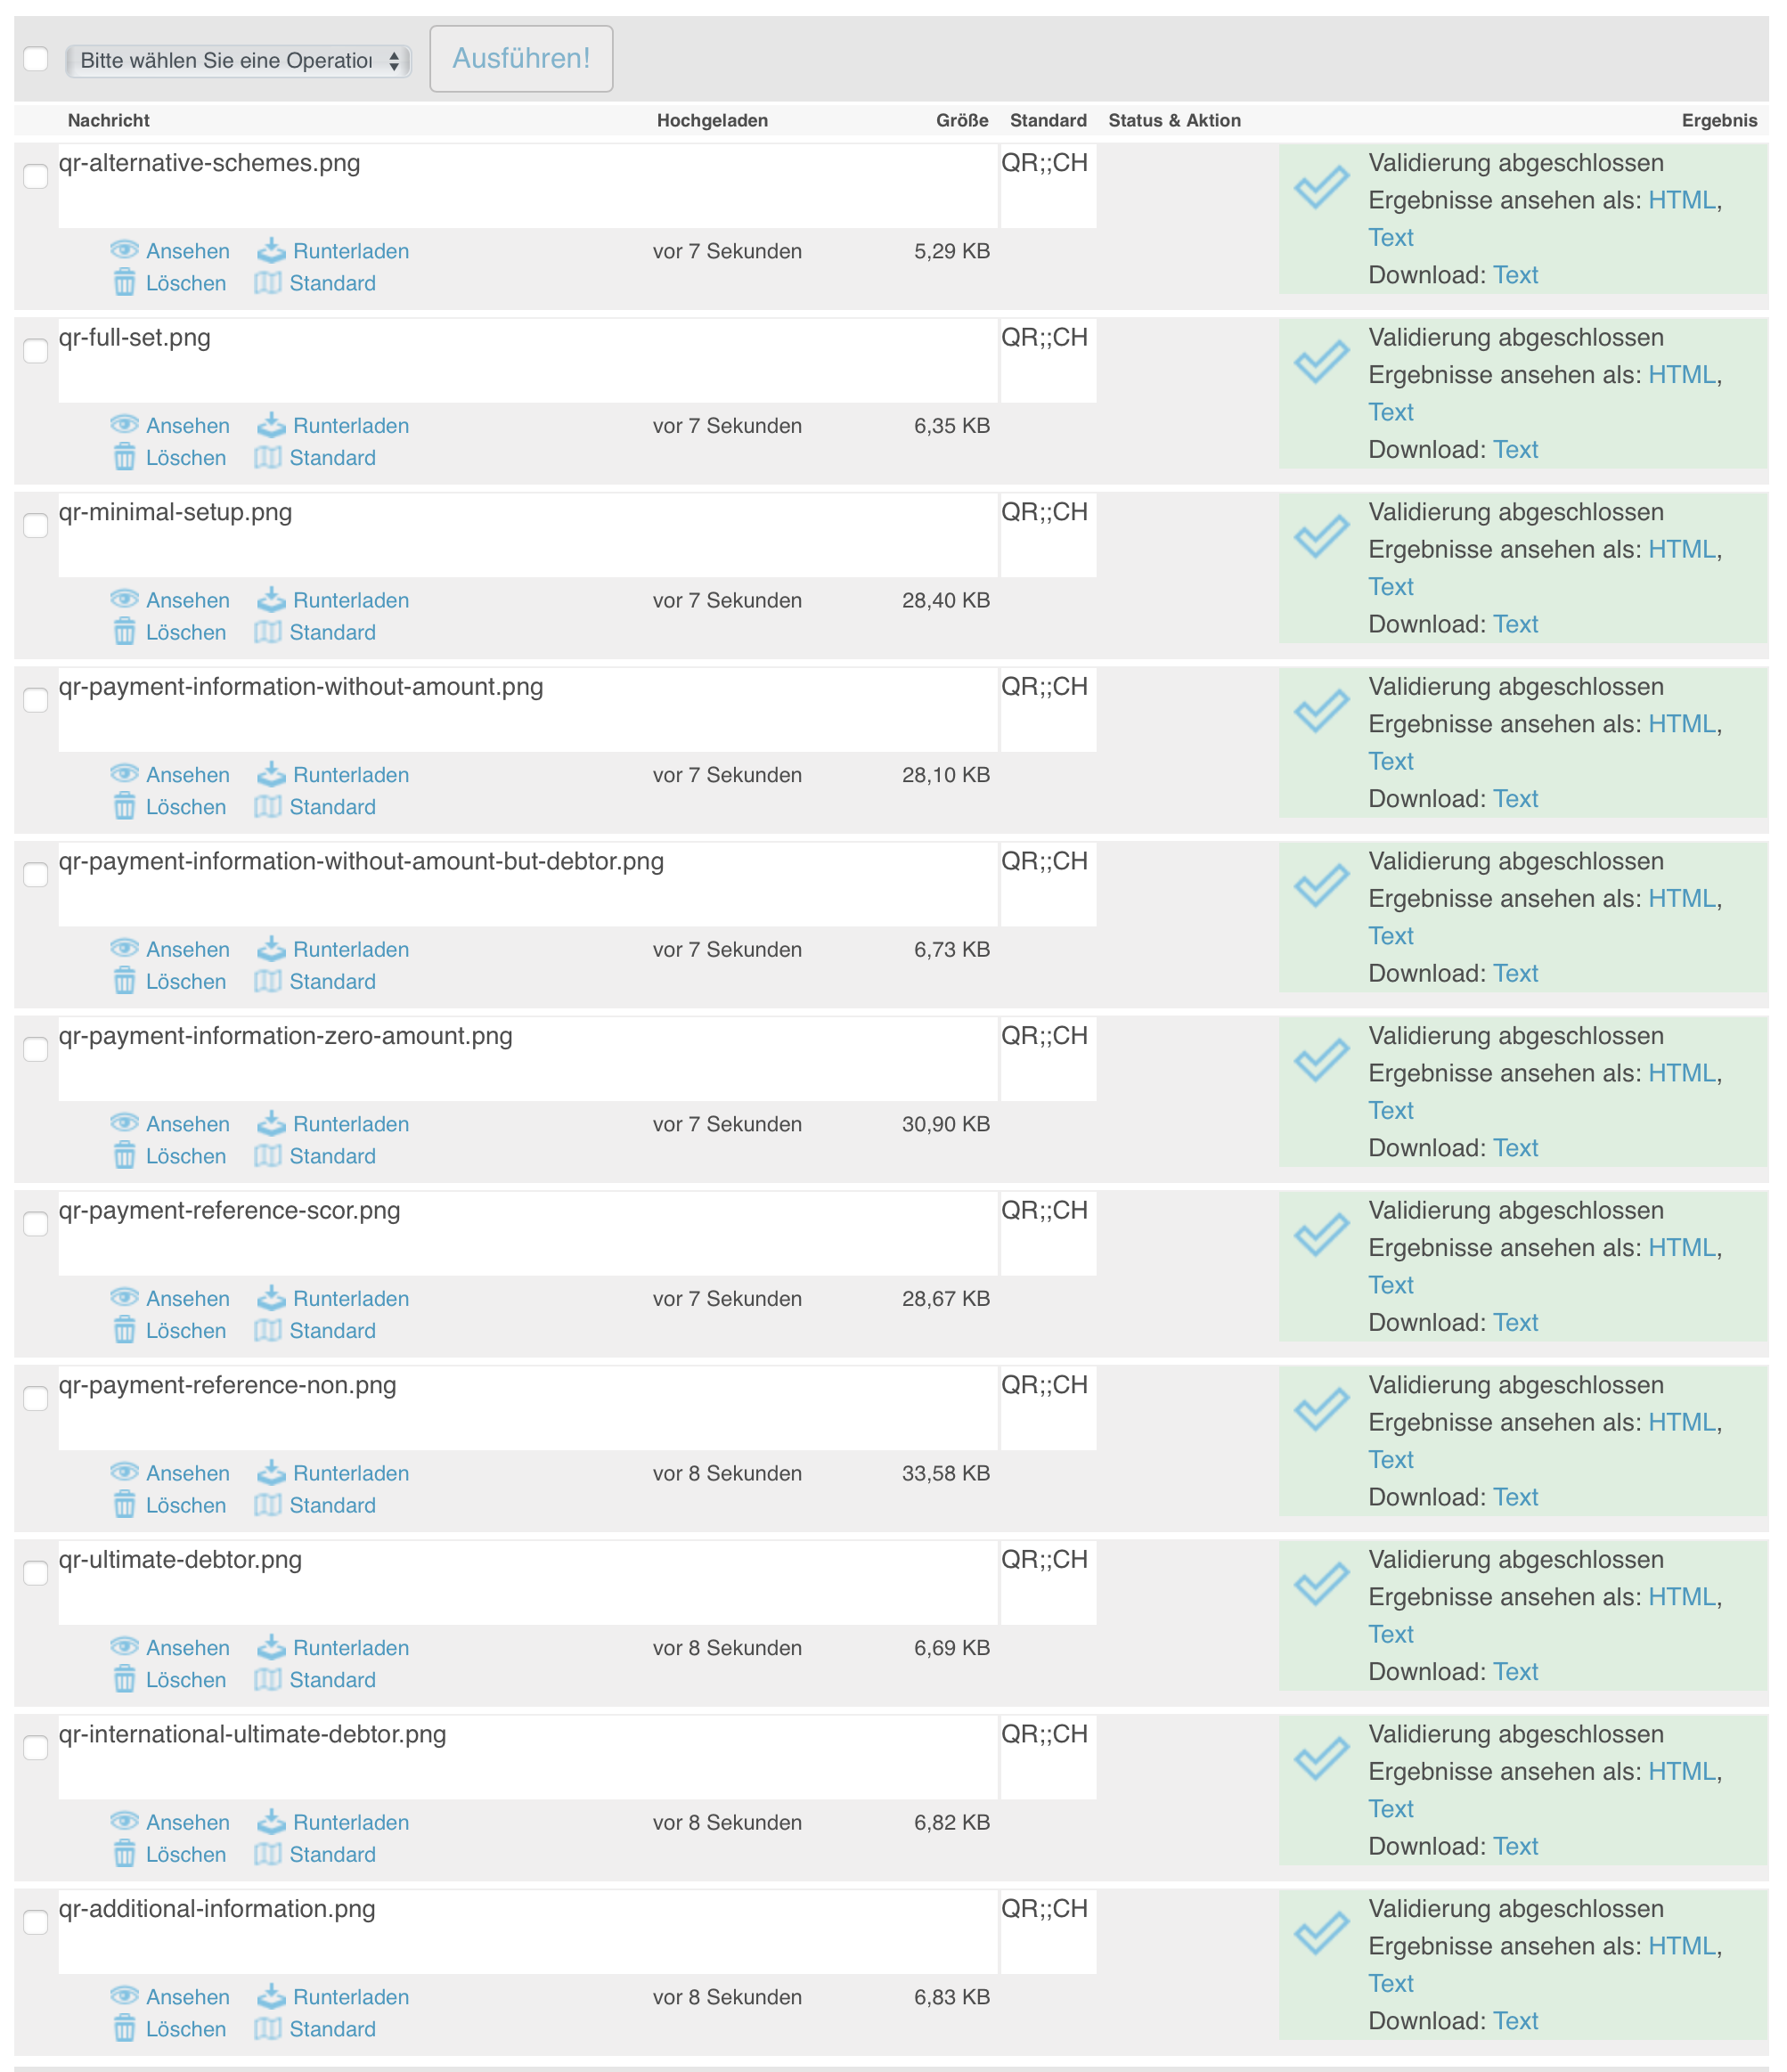 Bitte wählen Sie eine Operation Ausführen!
Nachricht Hochgeladen Größe Standard Status & Aktion Ergebnis
qr-alternative-schemes.png QR;;CH Validierung abgeschlossen
Ergebnisse ansehen als: HTML,
Text
Ansehen Runterladen vor 7 Sekunden 5,29 KB
Download: Text
Löschen Standard
qr-full-set.png QR;;CH Validierung abgeschlossen
Ergebnisse ansehen als: HTML,
Text
Ansehen Runterladen vor 7 Sekunden 6,35 KB
Download: Text
Löschen Standard
qr-minimal-setup.png QR;;CH Validierung abgeschlossen
Ergebnisse ansehen als: HTML,
Text
Ansehen Runterladen vor 7 Sekunden 28,40 KB
Download: Text
Löschen Standard
qr-payment-information-without-amount.png QR;;CH Validierung abgeschlossen
Ergebnisse ansehen als: HTML,
Text
Ansehen Runterladen vor 7 Sekunden 28,10 KB
Download: Text
Löschen Standard
qr-payment-information-without-amount-but-debtor.png QR;;CH Validierung abgeschlossen
Ergebnisse ansehen als: HTML,
Text
Ansehen Runterladen vor 7 Sekunden 6,73 KB
Download: Text
Löschen Standard
qr-payment-information-zero-amount.png QR;;CH Validierung abgeschlossen
Ergebnisse ansehen als: HTML,
Text
Ansehen Runterladen vor 7 Sekunden 30,90 KB
Download: Text
Löschen Standard
qr-payment-reference-scor.png QR;;CH Validierung abgeschlossen
Ergebnisse ansehen als: HTML,
Text
Ansehen Runterladen vor 7 Sekunden 28,67 KB
Download: Text
Löschen Standard
qr-payment-reference-non.png QR;;CH Validierung abgeschlossen
Ergebnisse ansehen als: HTML,
Text
Ansehen Runterladen vor 8 Sekunden 33,58 KB
Download: Text
Löschen Standard
qr-ultimate-debtor.png QR;;CH Validierung abgeschlossen
Ergebnisse ansehen als: HTML,
Text
Ansehen Runterladen vor 8 Sekunden 6,69 KB
Download: Text
Löschen Standard
qr-international-ultimate-debtor.png QR;;CH Validierung abgeschlossen
Ergebnisse ansehen als: HTML,
Text
Ansehen Runterladen vor 8 Sekunden 6,82 KB
Download: Text
Löschen Standard
qr-additional-information.png QR;;CH Validierung abgeschlossen
Ergebnisse ansehen als: HTML,
Text
Ansehen Runterladen vor 8 Sekunden 6,83 KB
Download: Text
Löschen Standard